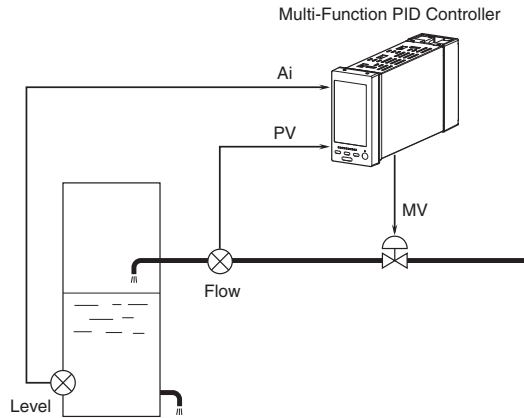 Multi-Function PID Controller
Ai
PV
MV
Flow
Level